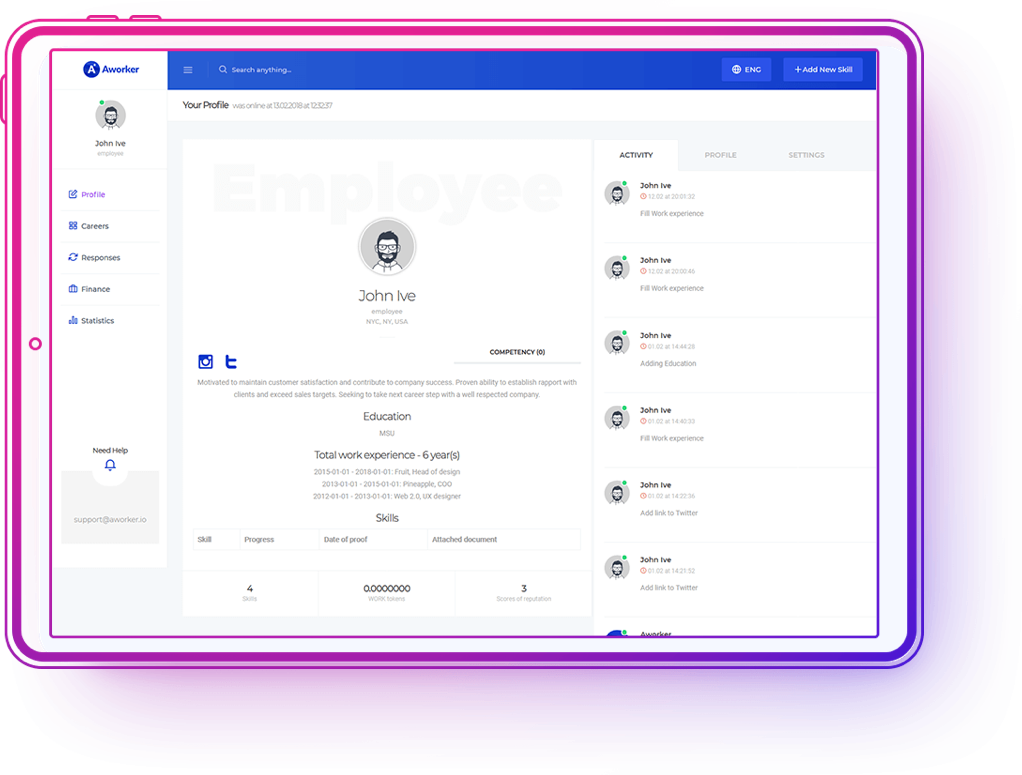 Aworker
Search anything...
ENG
+ Add New Skill
John Ive
employee
Profile
Careers
Responses
Finance
Statistics
Need Help
support@aworker.io
Your Profile was online at 13.02.2018 at 12:32:37
Employee
John Ive
employee
NYC, NY, USA
COMPETENCY (0)
Motivated to maintain customer satisfaction and contribute to company success. Proven ability to establish rapport with
clients and exceed sales targets. Seeking to take next career step with a well respected company.
Education
MSU
Total work experience - 6 year(s)
2015-01-01 - 2018-01-01: Fruit, Head of design
2013-01-01 - 2015-01-01: Pineapple, COO
2012-01-01 - 2013-01-01: Web 2.0, UX designer
Skills
Skill Progress Date of proof Attached document
4 0.0000000 3
Skills WORK tokens Scores of reputation
ACTIVITY PROFILE SETTINGS
John Ive
12.02 at 20:01:32
Fill Work experience
John Ive
12.02 at 20:00:46
Fill Work experience
John Ive
01.02 at 14:44:28
Adding Education
John Ive
01.02 at 14:40:33
Fill Work experience
John Ive
01.02 at 14:22:36
Add link to Twitter
John Ive
01.02 at 14:21:52
Add link to Twitter
Aworker